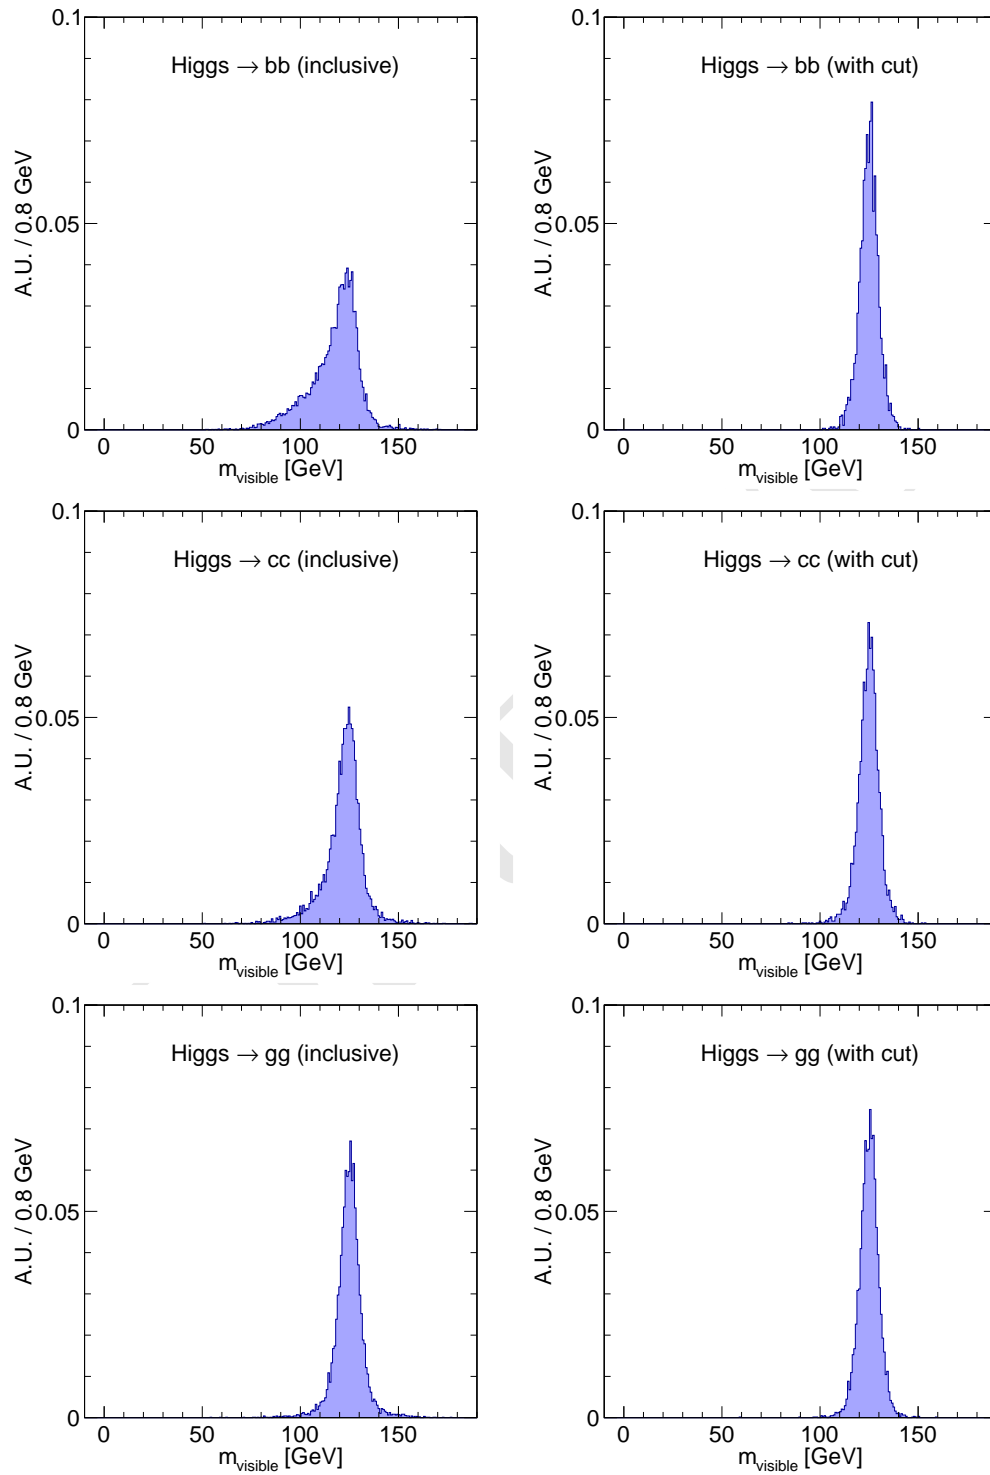 0.1
Higgs → bb (inclusive)
A.U. / 0.8 GeV
0.05
0
0 50 100 150
m_visible [GeV]
0.1
Higgs → bb (with cut)
A.U. / 0.8 GeV
0.05
0
0 50 100 150
m_visible [GeV]
0.1
Higgs → cc (inclusive)
A.U. / 0.8 GeV
0.05
0
0 50 100 150
m_visible [GeV]
0.1
Higgs → cc (with cut)
A.U. / 0.8 GeV
0.05
0
0 50 100 150
m_visible [GeV]
0.1
Higgs → gg (inclusive)
A.U. / 0.8 GeV
0.05
0
0 50 100 150
m_visible [GeV]
0.1
Higgs → gg (with cut)
A.U. / 0.8 GeV
0.05
0
0 50 100 150
m_visible [GeV]